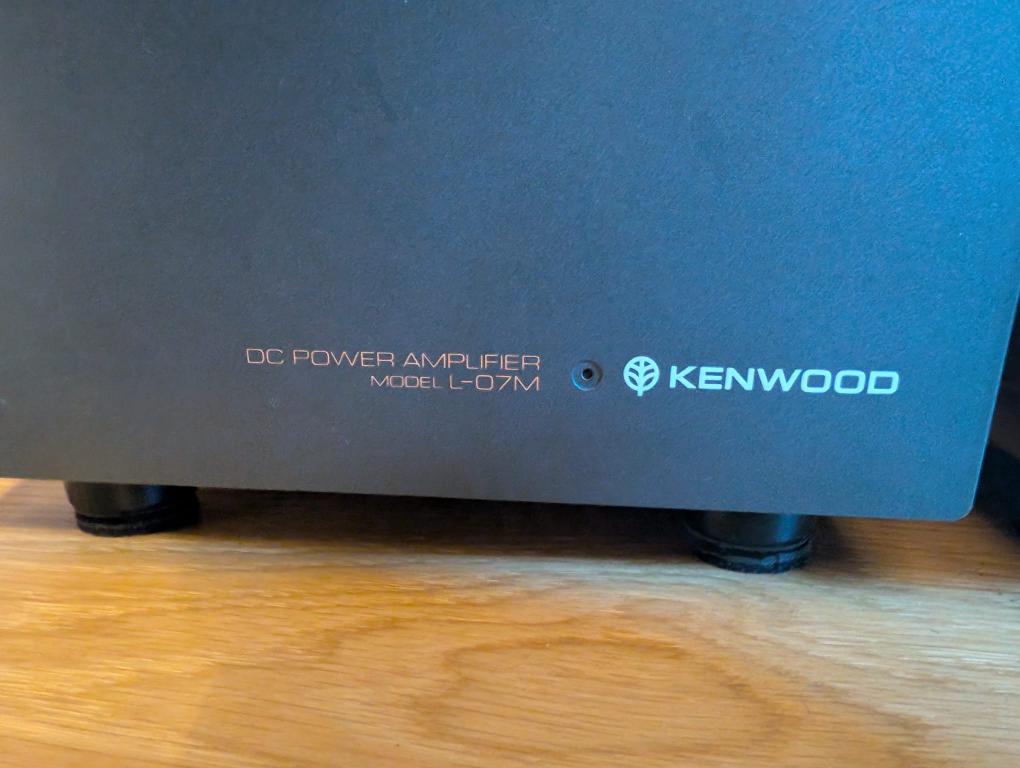 DC POWER AMPLIFIER
MODEL L-07M
KENWOOD